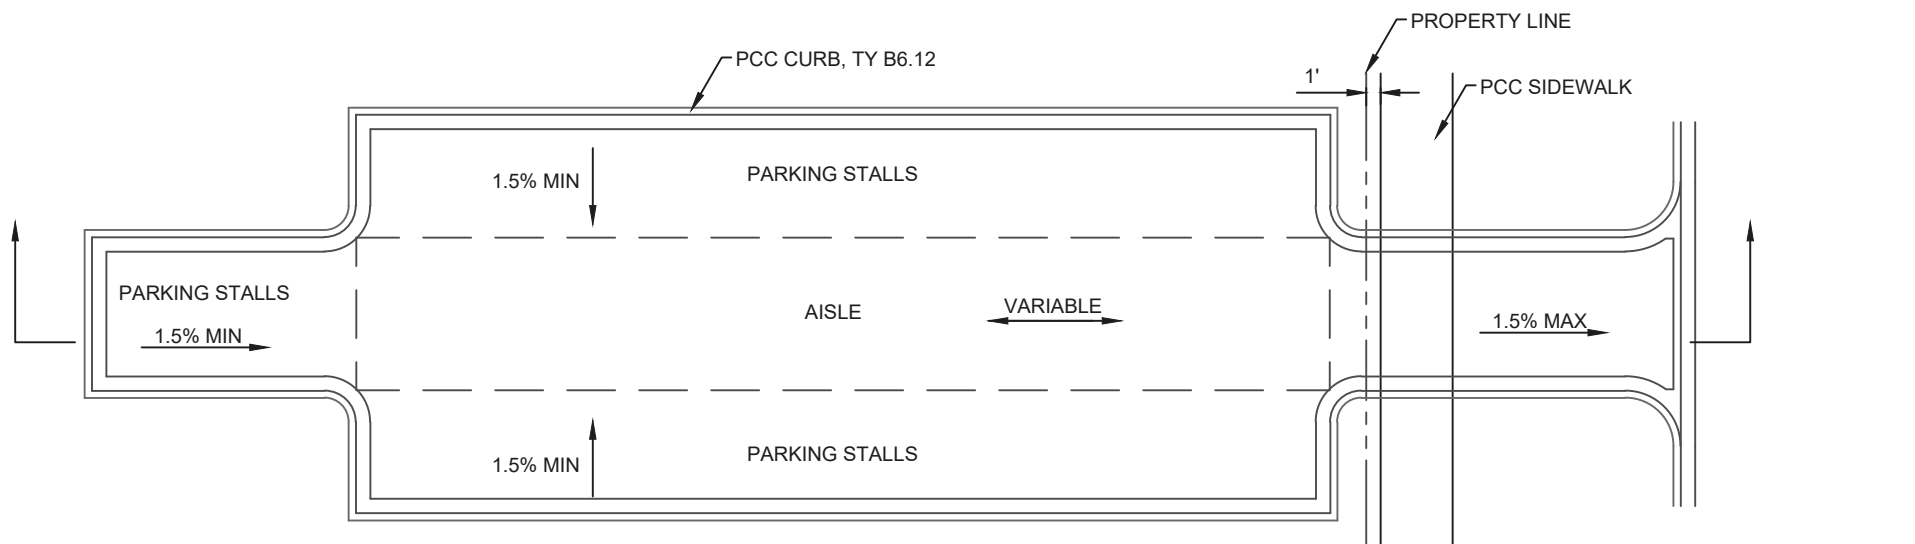 PROPERTY LINE
PCC CURB, TY B6.12
1'
PCC SIDEWALK
1.5% MIN
PARKING STALLS
PARKING STALLS
1.5% MIN
AISLE
VARIABLE
1.5% MAX
PARKING STALLS
1.5% MIN